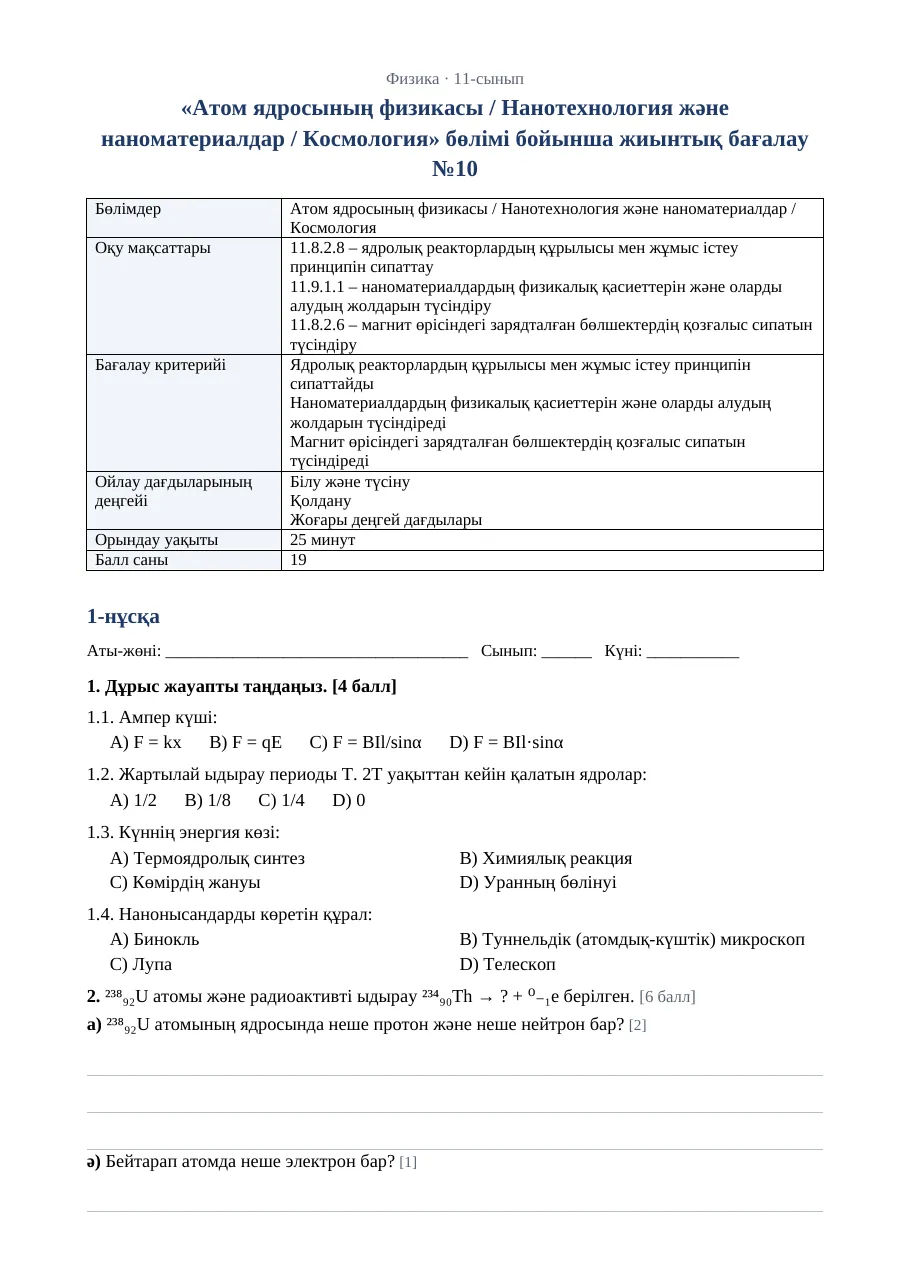 Физика · 11-сынып
«Атом ядросының физикасы / Нанотехнология және
наноматериалдар / Космология» бөлімі бойынша жиынтық бағалау
№10
Бөлімдер
Атом ядросының физикасы / Нанотехнология және наноматериалдар /
Космология
Оқу мақсаттары
11.8.2.8 – ядролық реакторлардың құрылысы мен жұмыс істеу
принципін сипаттау
11.9.1.1 – наноматериалдардың физикалық қасиеттерін және оларды
алудың жолдарын түсіндіру
11.8.2.6 – магнит өрісіндегі зарядталған бөлшектердің қозғалыс сипатын
түсіндіру
Бағалау критерийі
Ядролық реакторлардың құрылысы мен жұмыс істеу принципін
сипаттайды
Наноматериалдардың физикалық қасиеттерін және оларды алудың
жолдарын түсіндіреді
Магнит өрісіндегі зарядталған бөлшектердің қозғалыс сипатын
түсіндіреді
Ойлау дағдыларының
деңгейі
Білу және түсіну
Қолдану
Жоғары деңгей дағдылары
Орындау уақыты
25 минут
Балл саны
19
1-нұсқа
Аты-жөні: ____________________________________ Сынып: ______ Күні: ___________
1. Дұрыс жауапты таңдаңыз. [4 балл]
1.1. Ампер күші:
A) F = kx B) F = qE C) F = BIl/sinα D) F = BIl·sinα
1.2. Жартылай ыдырау периоды T. 2T уақыттан кейін қалатын ядролар:
A) 1/2 B) 1/8 C) 1/4 D) 0
1.3. Күннің энергия көзі:
A) Термоядролық синтез B) Химиялық реакция
C) Көмірдің жануы D) Уранның бөлінуі
1.4. Нанонысандарды көретін құрал:
A) Бинокль B) Туннельдік (атомдық-күштік) микроскоп
C) Лупа D) Телескоп
2. ²³⁸₉₂U атомы және радиоактивті ыдырау ²³⁴₉₀Th → ? + ⁰₋₁e берілген. [6 балл]
а) ²³⁸₉₂U атомының ядросында неше протон және неше нейтрон бар? [2]
ә) Бейтарап атомда неше электрон бар? [1]